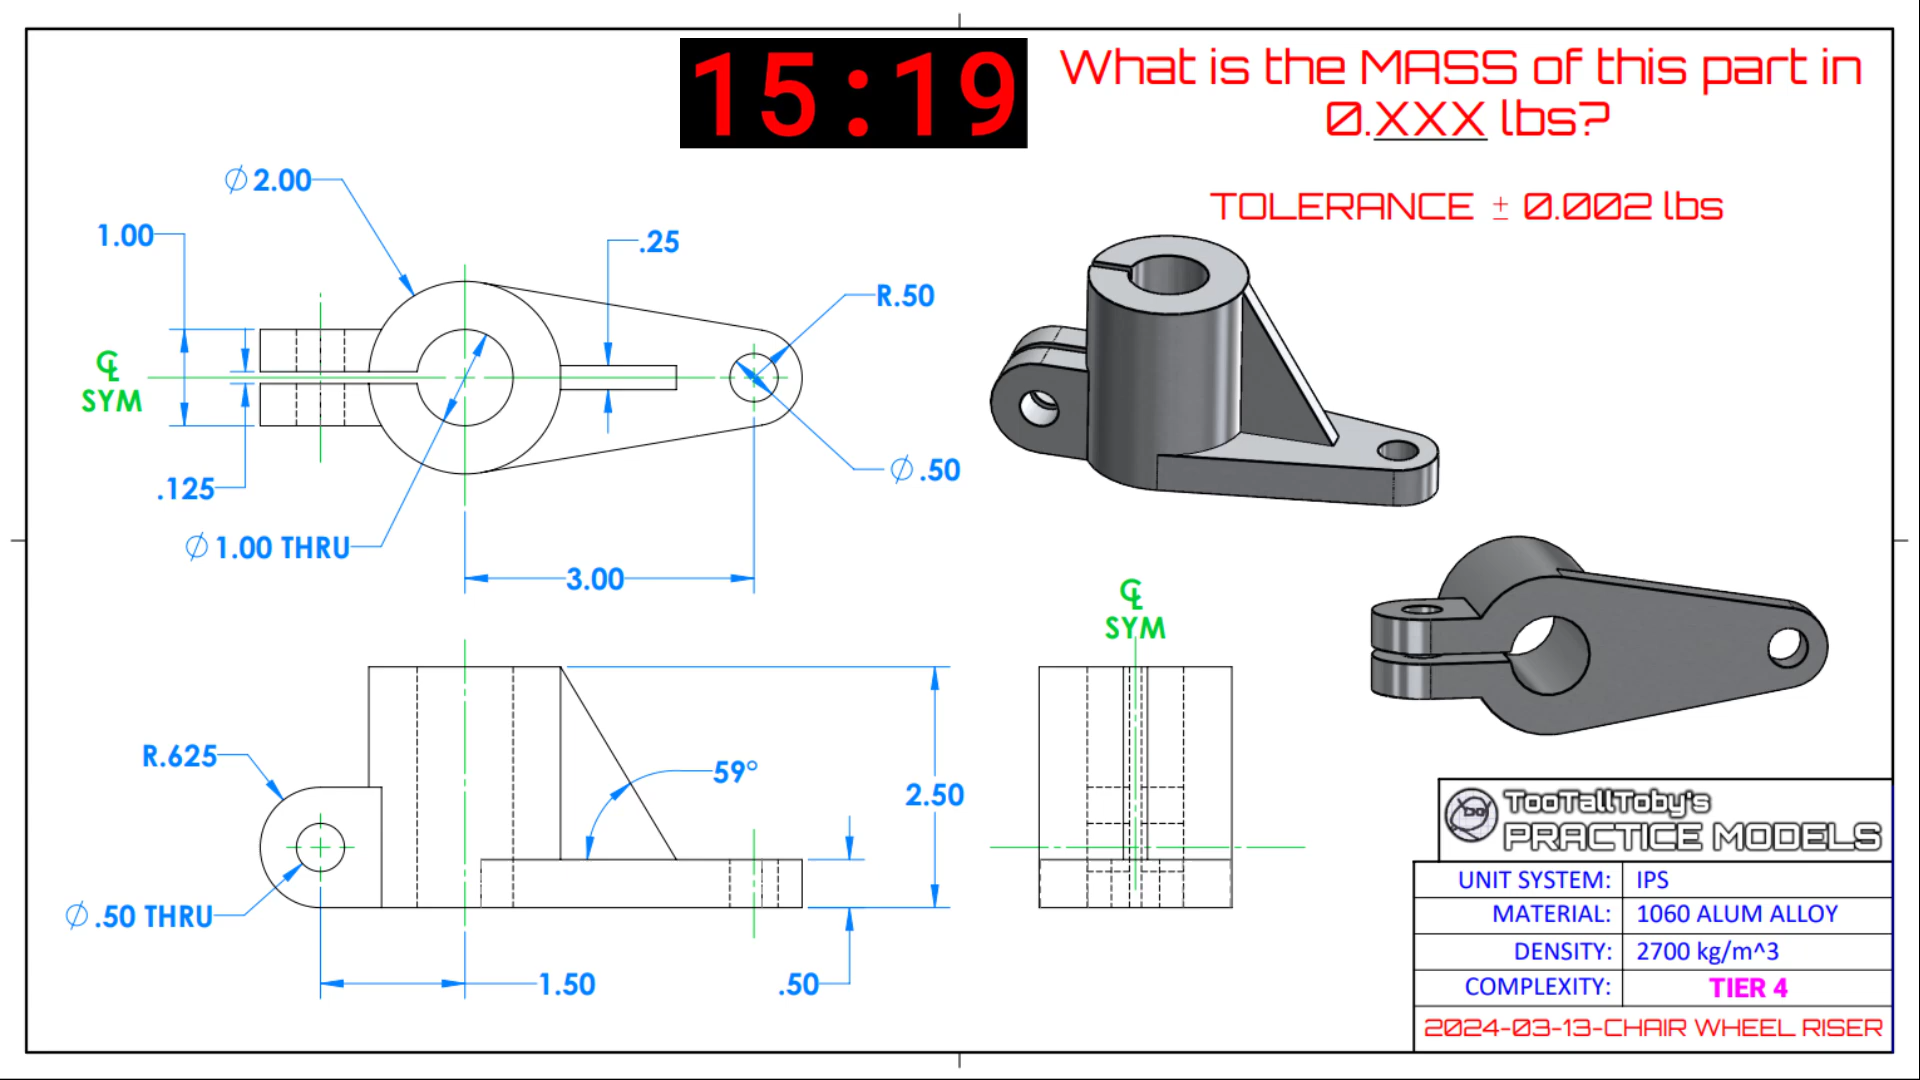 15:19
What is the MASS of this part in
0.XXX lbs?
TOLERANCE ± 0.002 lbs
∅ 2.00
1.00
.25
R.50
℄
SYM
.125
∅ .50
∅ 1.00 THRU
3.00
℄
SYM
R.625
59°
2.50
∅ .50 THRU
1.50
.50
TooTallToby's
PRACTICE MODELS
UNIT SYSTEM: IPS
MATERIAL: 1060 ALUM ALLOY
DENSITY: 2700 kg/m^3
COMPLEXITY: TIER 4
2024-03-13-CHAIR WHEEL RISER